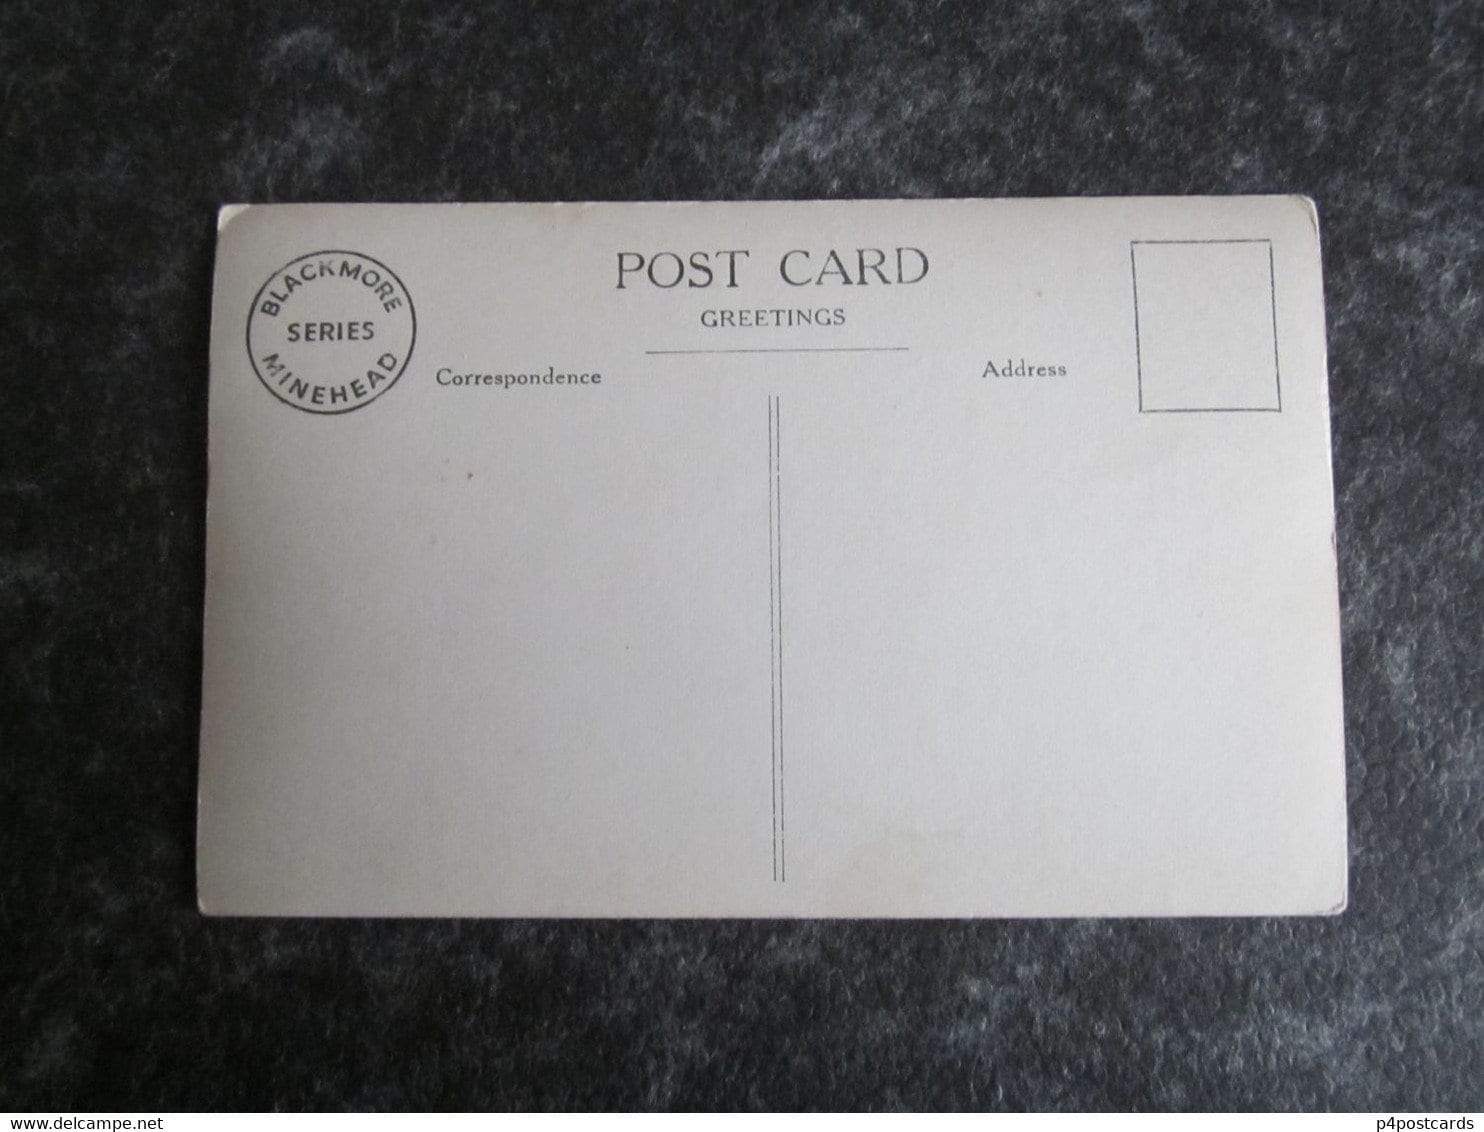 BLACKMORE
SERIES
MINEHEAD
POST CARD
GREETINGS
Correspondence
Address
www.delcampe.net
p4postcards